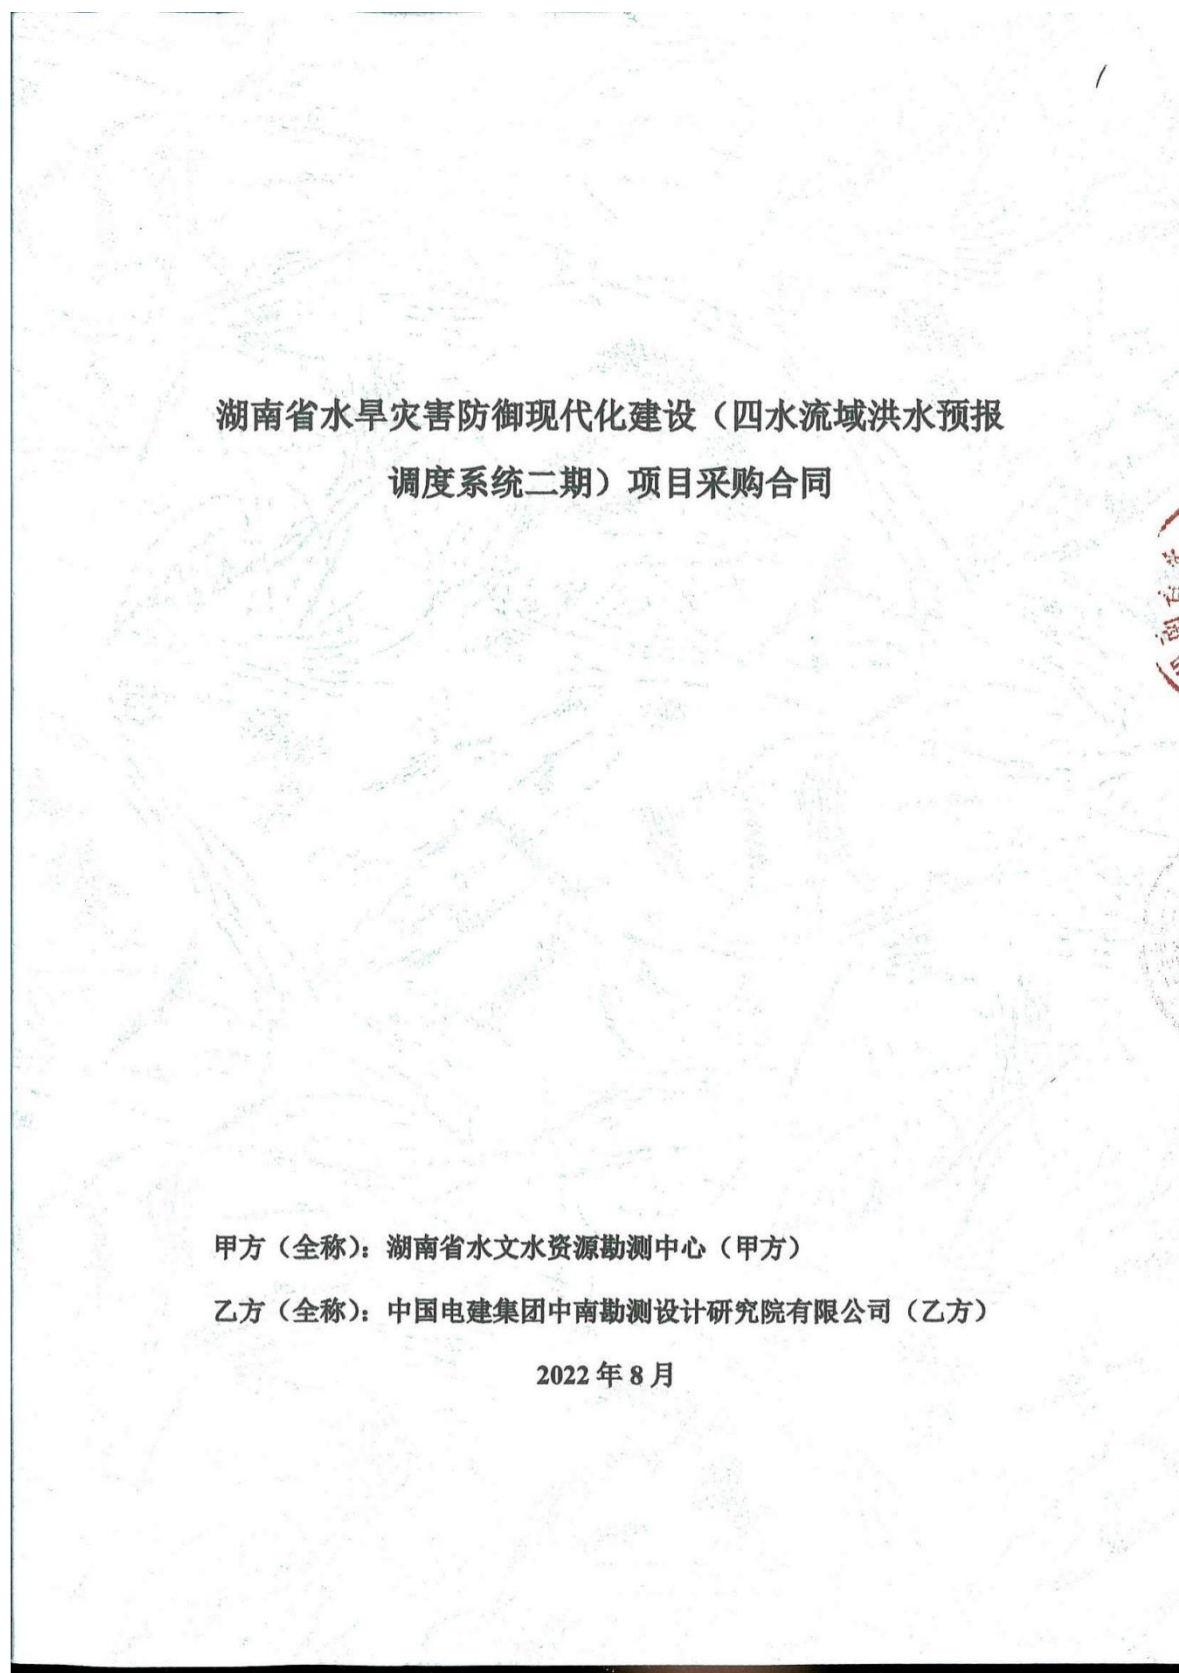 湖南省水旱灾害防御现代化建设（四水流域洪水预报
调度系统二期）项目采购合同
甲方（全称）：湖南省水文水资源勘测中心（甲方）
乙方（全称）：中国电建集团中南勘测设计研究院有限公司（乙方）
2022 年 8 月